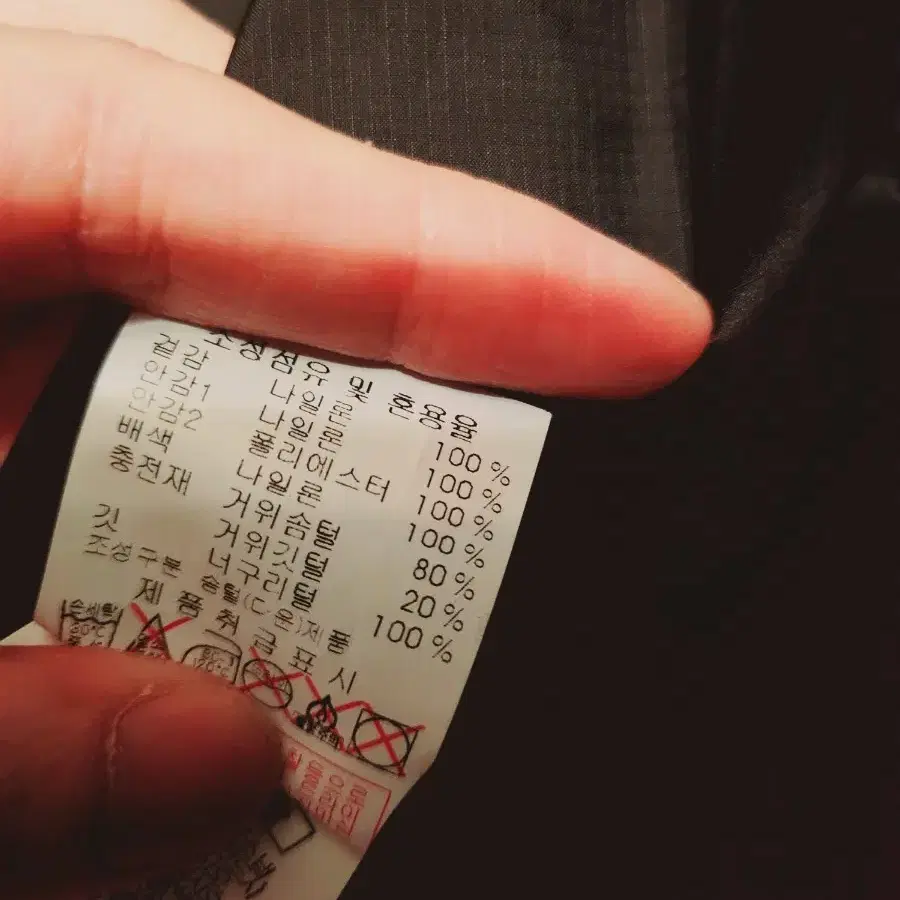 조성섬유 및 혼용율
겉감 나일론 100 %
안감1 나일론 100 %
안감2 폴리에스터 100 %
배색 나일론 100 %
충전재 거위솜털 80 %
거위깃털 20 %
깃 너구리털 100 %
조성구분 솜털(다운)제품
제품취급표시
손세탁